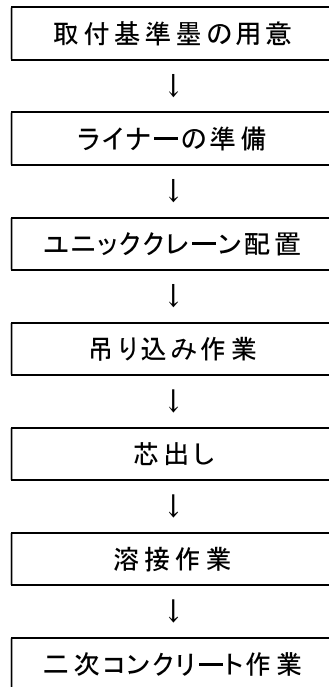 取付基準墨の用意
↓
ライナーの準備
↓
ユニッククレーン配置
↓
吊り込み作業
↓
芯出し
↓
溶接作業
↓
二次コンクリート作業